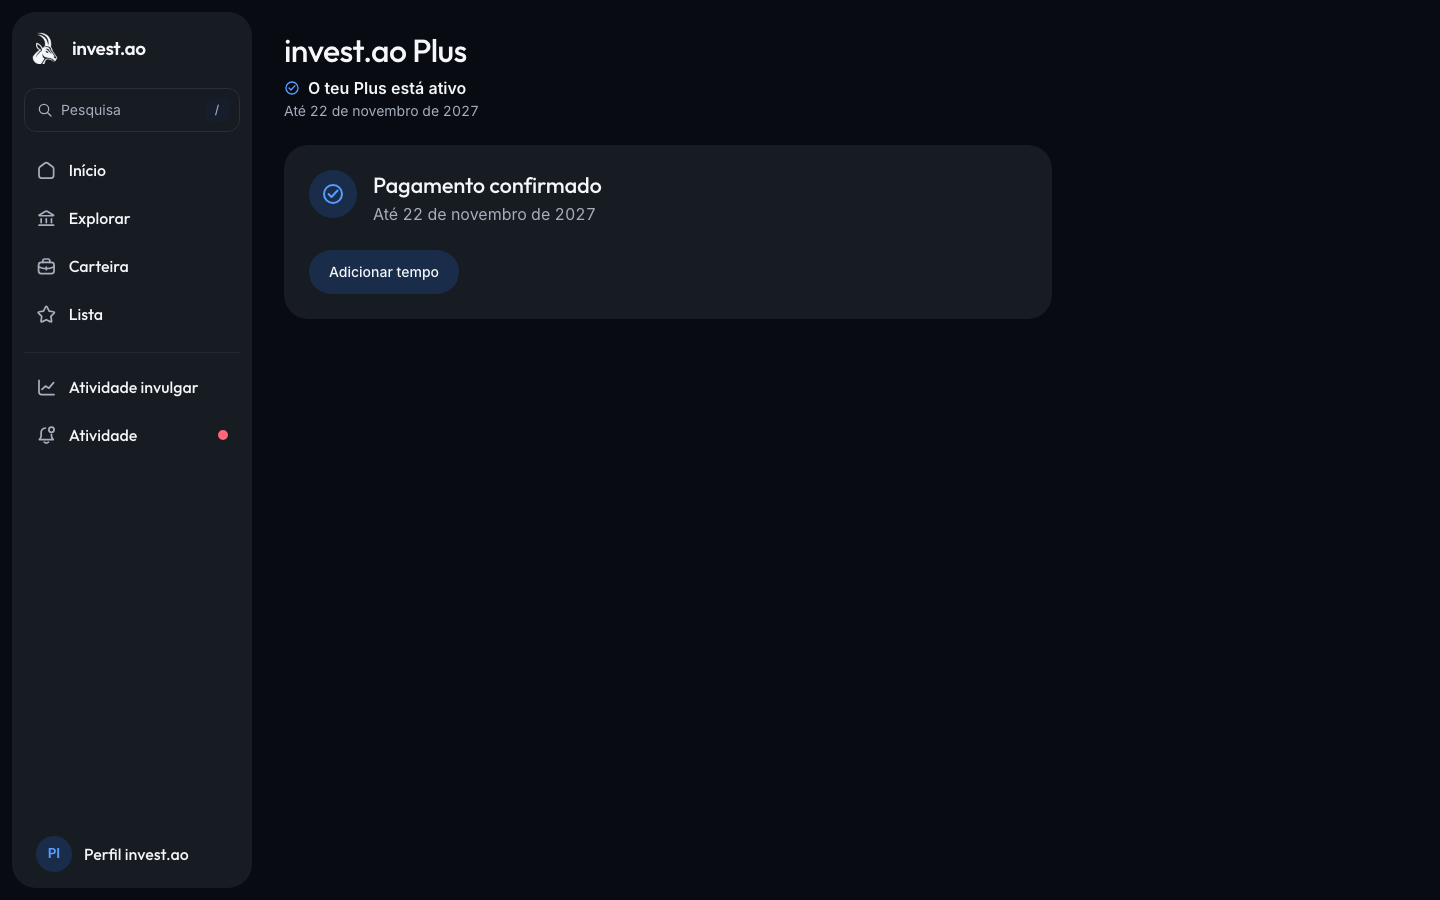 invest.ao
Pesquisa /
Início
Explorar
Carteira
Lista
Atividade invulgar
Atividade
PI Perfil invest.ao
invest.ao Plus
O teu Plus está ativo
Até 22 de novembro de 2027
Pagamento confirmado
Até 22 de novembro de 2027
Adicionar tempo